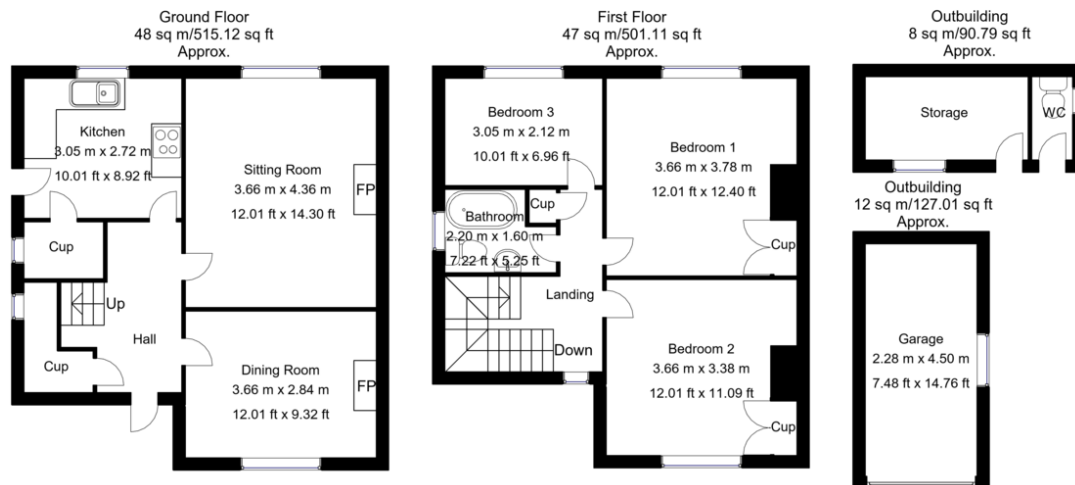 Ground Floor
48 sq m/515.12 sq ft
Approx.
Kitchen
3.05 m x 2.72 m
10.01 ft x 8.92 ft
Sitting Room
3.66 m x 4.36 m
12.01 ft x 14.30 ft
FP
Cup
Up
Hall
Cup
Dining Room
3.66 m x 2.84 m
12.01 ft x 9.32 ft
FP
First Floor
47 sq m/501.11 sq ft
Approx.
Bedroom 3
3.05 m x 2.12 m
10.01 ft x 6.96 ft
Bedroom 1
3.66 m x 3.78 m
12.01 ft x 12.40 ft
Cup
Bathroom
2.20 m x 1.60 m
7.22 ft x 5.25 ft
Cup
Landing
Down
Bedroom 2
3.66 m x 3.38 m
12.01 ft x 11.09 ft
Cup
Outbuilding
8 sq m/90.79 sq ft
Approx.
Storage
WC
Outbuilding
12 sq m/127.01 sq ft
Approx.
Garage
2.28 m x 4.50 m
7.48 ft x 14.76 ft